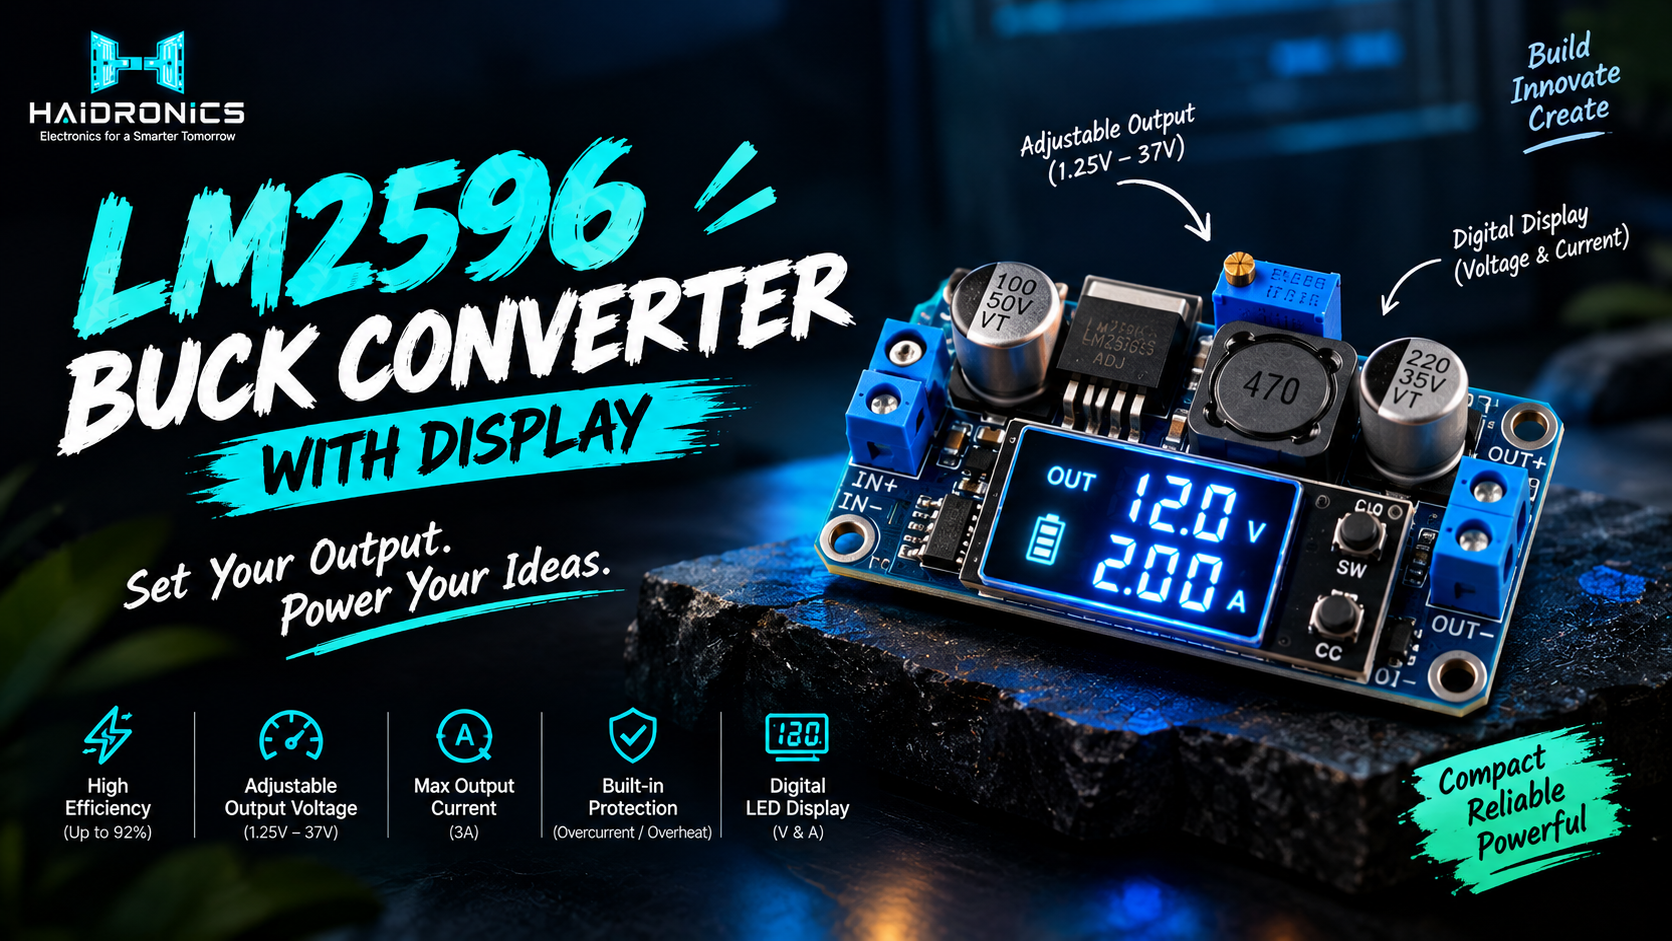 HAiDRONiCS
Electronics for a Smarter Tomorrow
LM2596
BUCK CONVERTER
WITH DISPLAY
Set Your Output.
Power Your Ideas.
High
Efficiency
(Up to 92%)
Adjustable
Output Voltage
(1.25V – 37V)
A
Max Output
Current
(3A)
Built-in
Protection
(Overcurrent / Overheat)
Digital
LED Display
(V & A)
Build
Innovate
Create
Adjustable Output
(1.25V – 37V)
Digital Display
(Voltage & Current)
100
50V
VT
ADJ
470
220
35V
VT
IN+
IN-
OUT 12.0 V
2.00 A
SW
CC
OUT+
OUT-
Compact
Reliable
Powerful